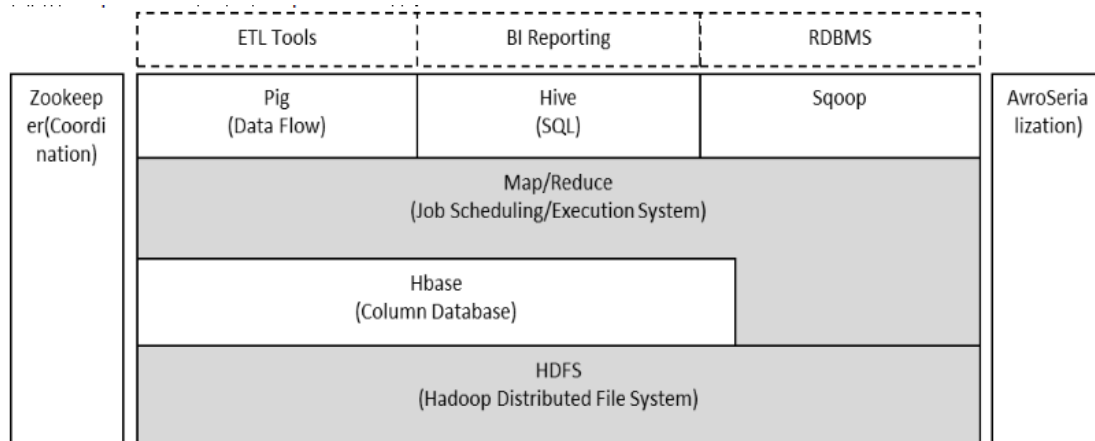 ETL Tools
BI Reporting
RDBMS
Zookeep
er(Coordi
nation)
Pig
(Data Flow)
Hive
(SQL)
Sqoop
AvroSeria
lization)
Map/Reduce
(Job Scheduling/Execution System)
Hbase
(Column Database)
HDFS
(Hadoop Distributed File System)